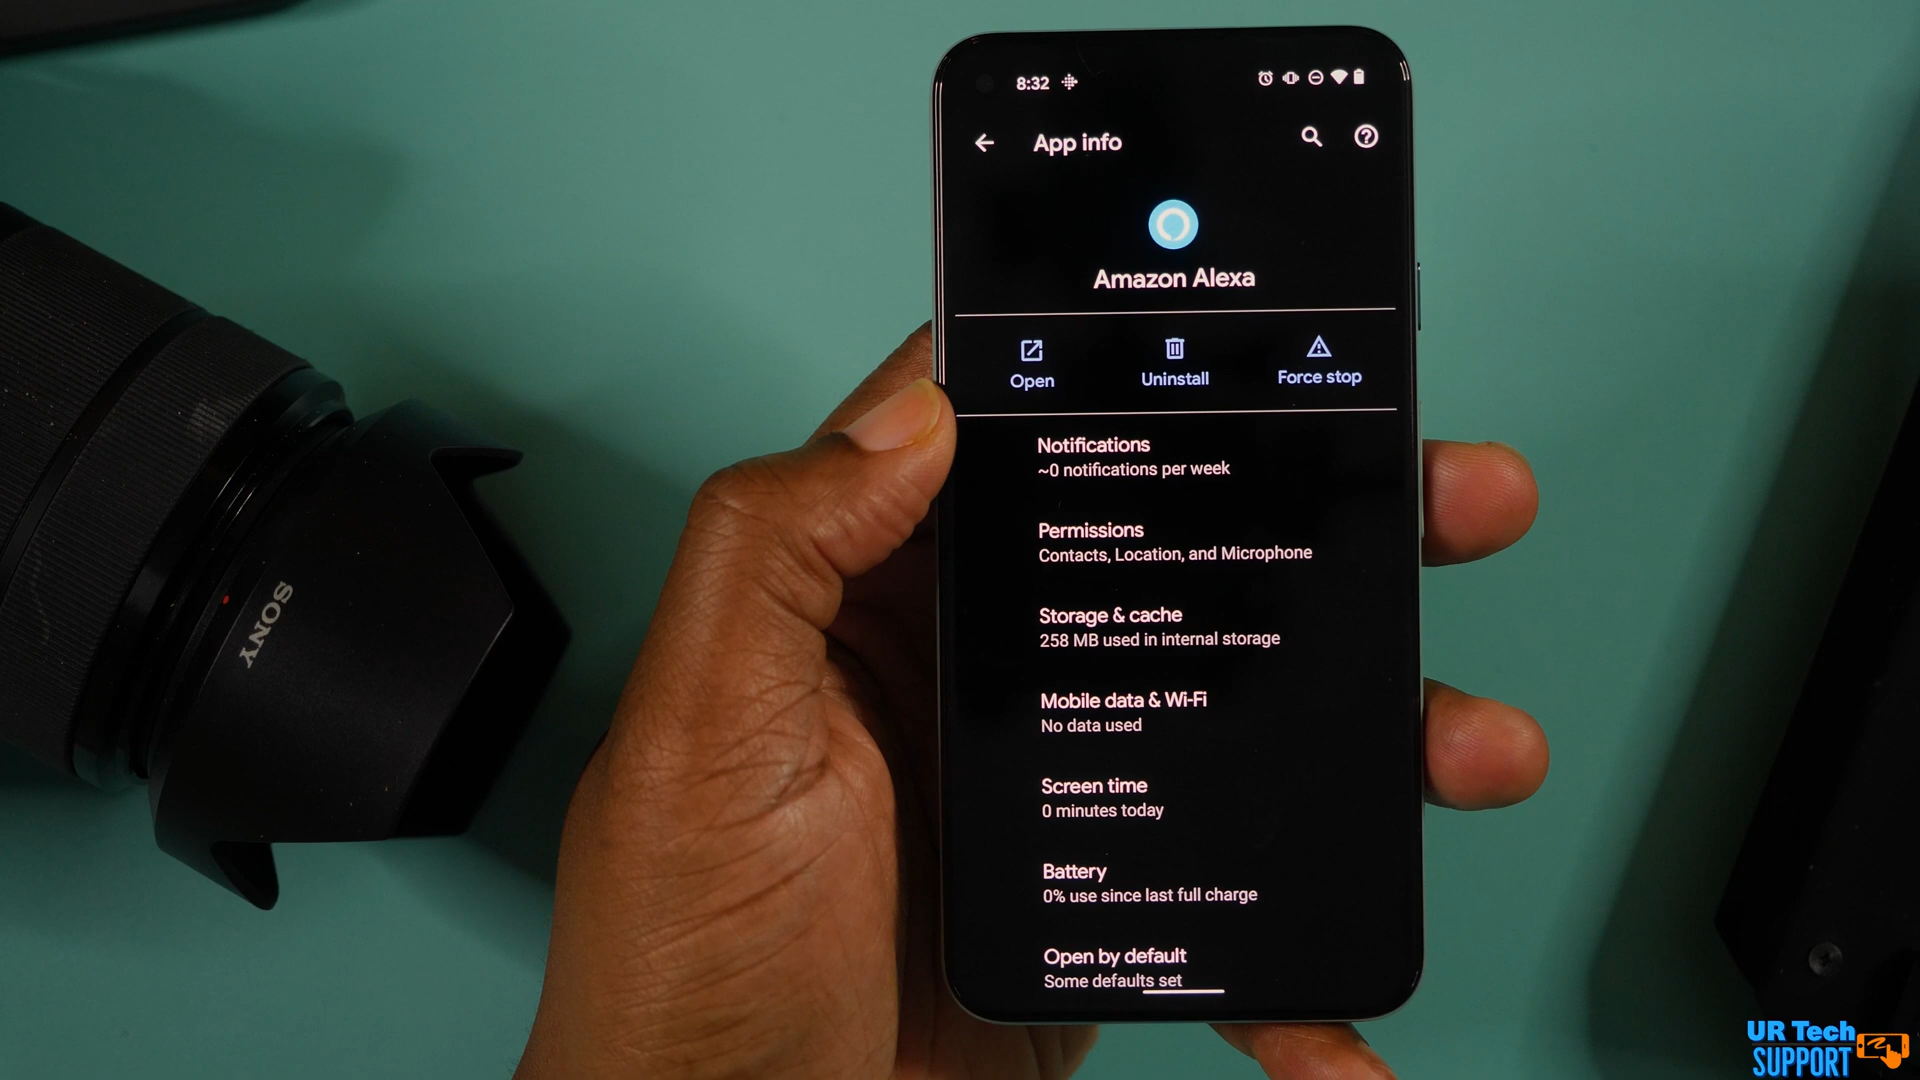 8:32
App info
Amazon Alexa
Open
Uninstall
Force stop
Notifications
~0 notifications per week
Permissions
Contacts, Location, and Microphone
Storage & cache
258 MB used in internal storage
Mobile data & Wi-Fi
No data used
Screen time
0 minutes today
Battery
0% use since last full charge
Open by default
Some defaults set
SONY
UR Tech
SUPPORT